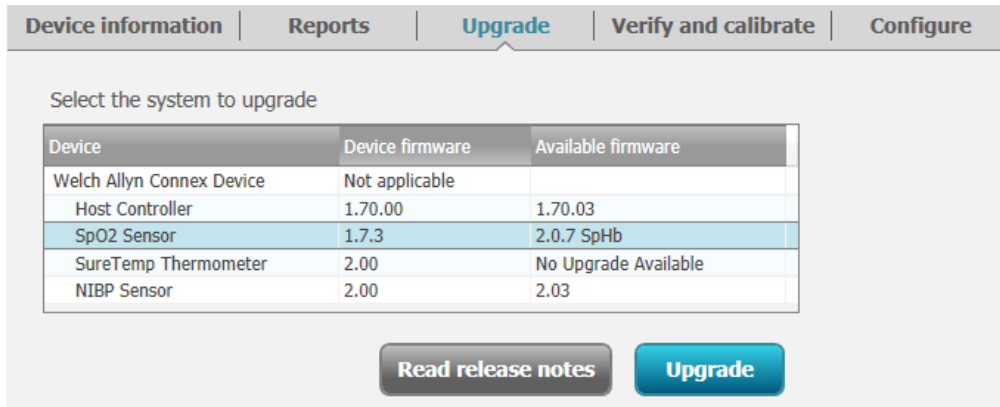 Device information Reports Upgrade Verify and calibrate Configure
Select the system to upgrade
Device Device firmware Available firmware
Welch Allyn Connex Device Not applicable
Host Controller 1.70.00 1.70.03
SpO2 Sensor 1.7.3 2.0.7 SpHb
SureTemp Thermometer 2.00 No Upgrade Available
NIBP Sensor 2.00 2.03
Read release notes Upgrade